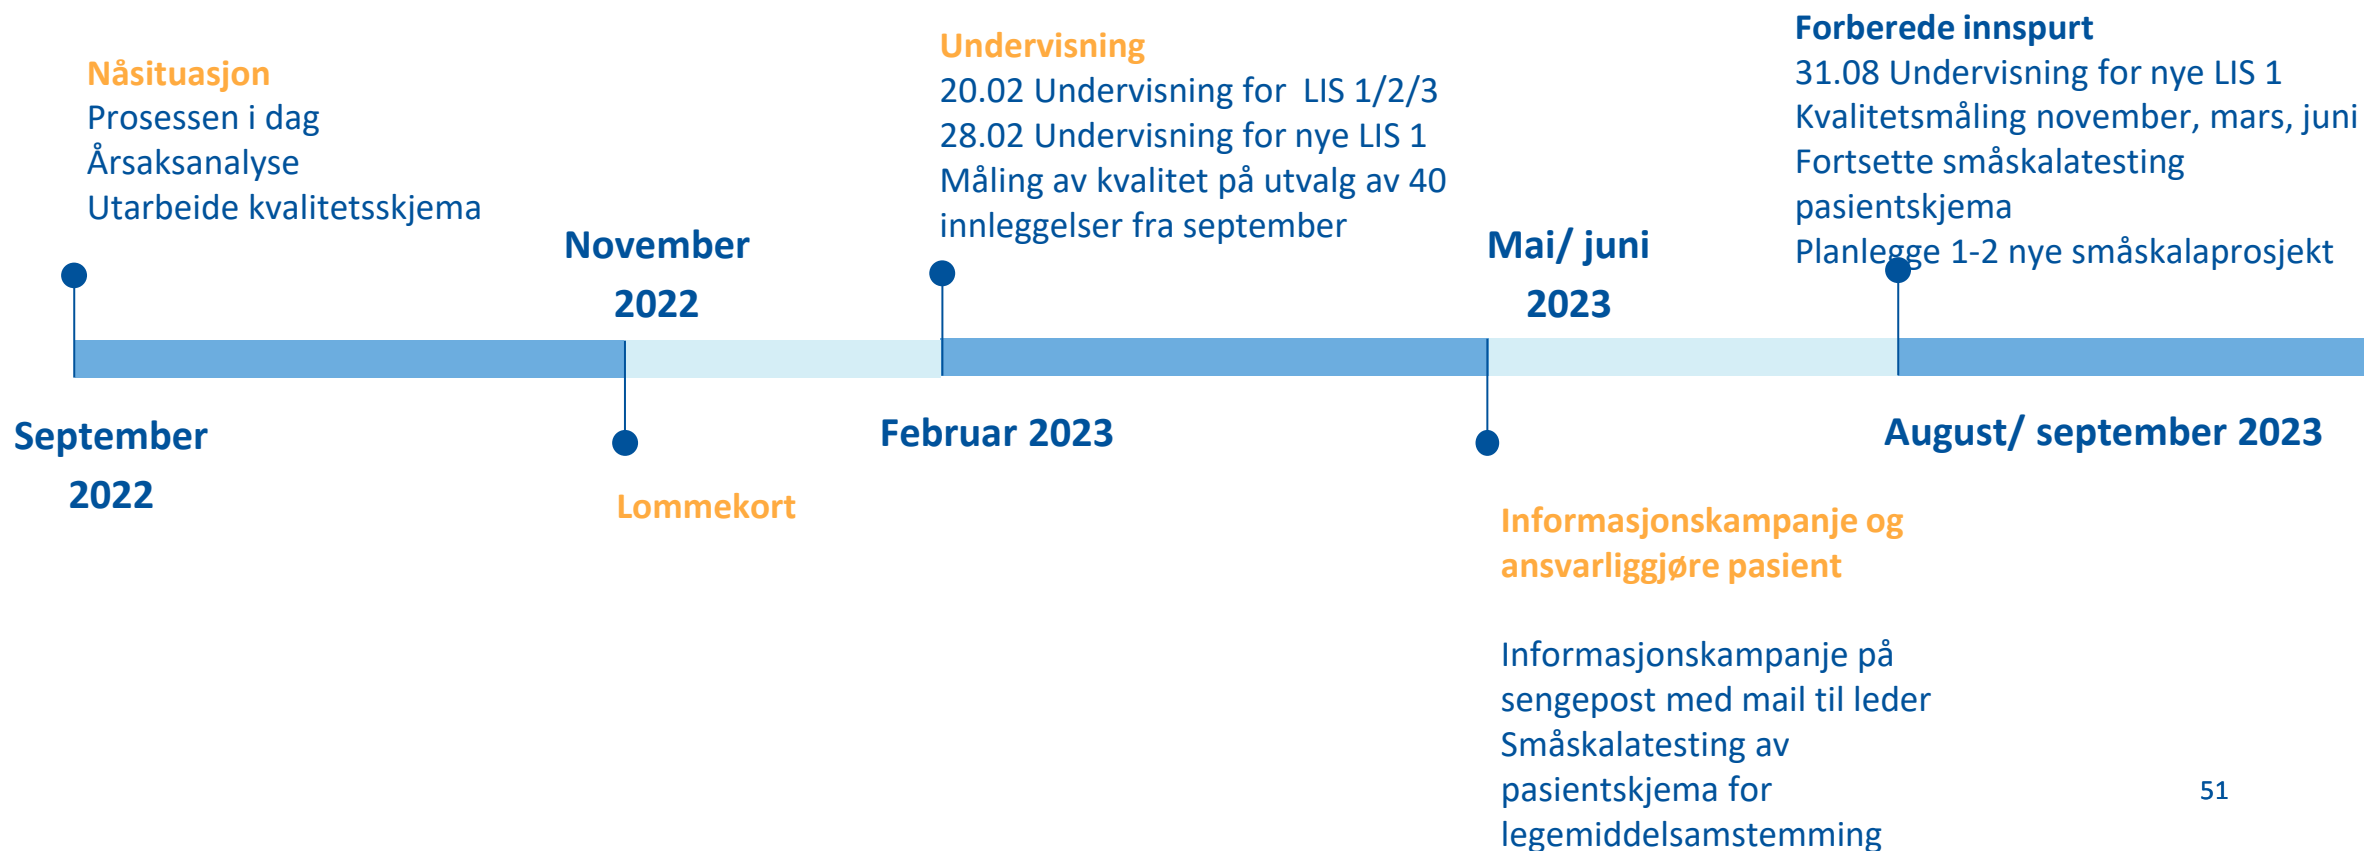 Nåsituasjon
Prosessen i dag
Årsaksanalyse
Utarbeide kvalitetsskjema
September
2022
November
2022
Lommekort
Undervisning
20.02 Undervisning for LIS 1/2/3
28.02 Undervisning for nye LIS 1
Måling av kvalitet på utvalg av 40
innleggelser fra september
Februar 2023
Mai/ juni
2023
Informasjonskampanje og
ansvarliggjøre pasient
Informasjonskampanje på
sengepost med mail til leder
Småskalatesting av
pasientskjema for
legemiddelsamstemming
Forberede innspurt
31.08 Undervisning for nye LIS 1
Kvalitetsmåling november, mars, juni
Fortsette småskalatesting
pasientskjema
Planlegge 1-2 nye småskalaprosjekt
August/ september 2023
51